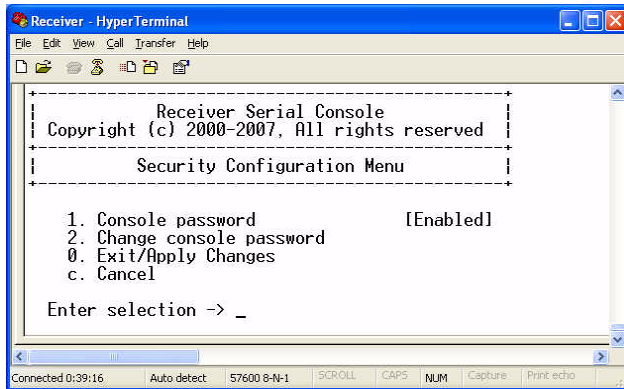 Receiver - HyperTerminal
File Edit View Call Transfer Help
Receiver Serial Console
Copyright (c) 2000-2007, All rights reserved
Security Configuration Menu
1. Console password [Enabled]
2. Change console password
0. Exit/Apply Changes
c. Cancel
Enter selection -> _
Connected 0:39:16 Auto detect 57600 8-N-1 SCROLL CAPS NUM Capture Print echo